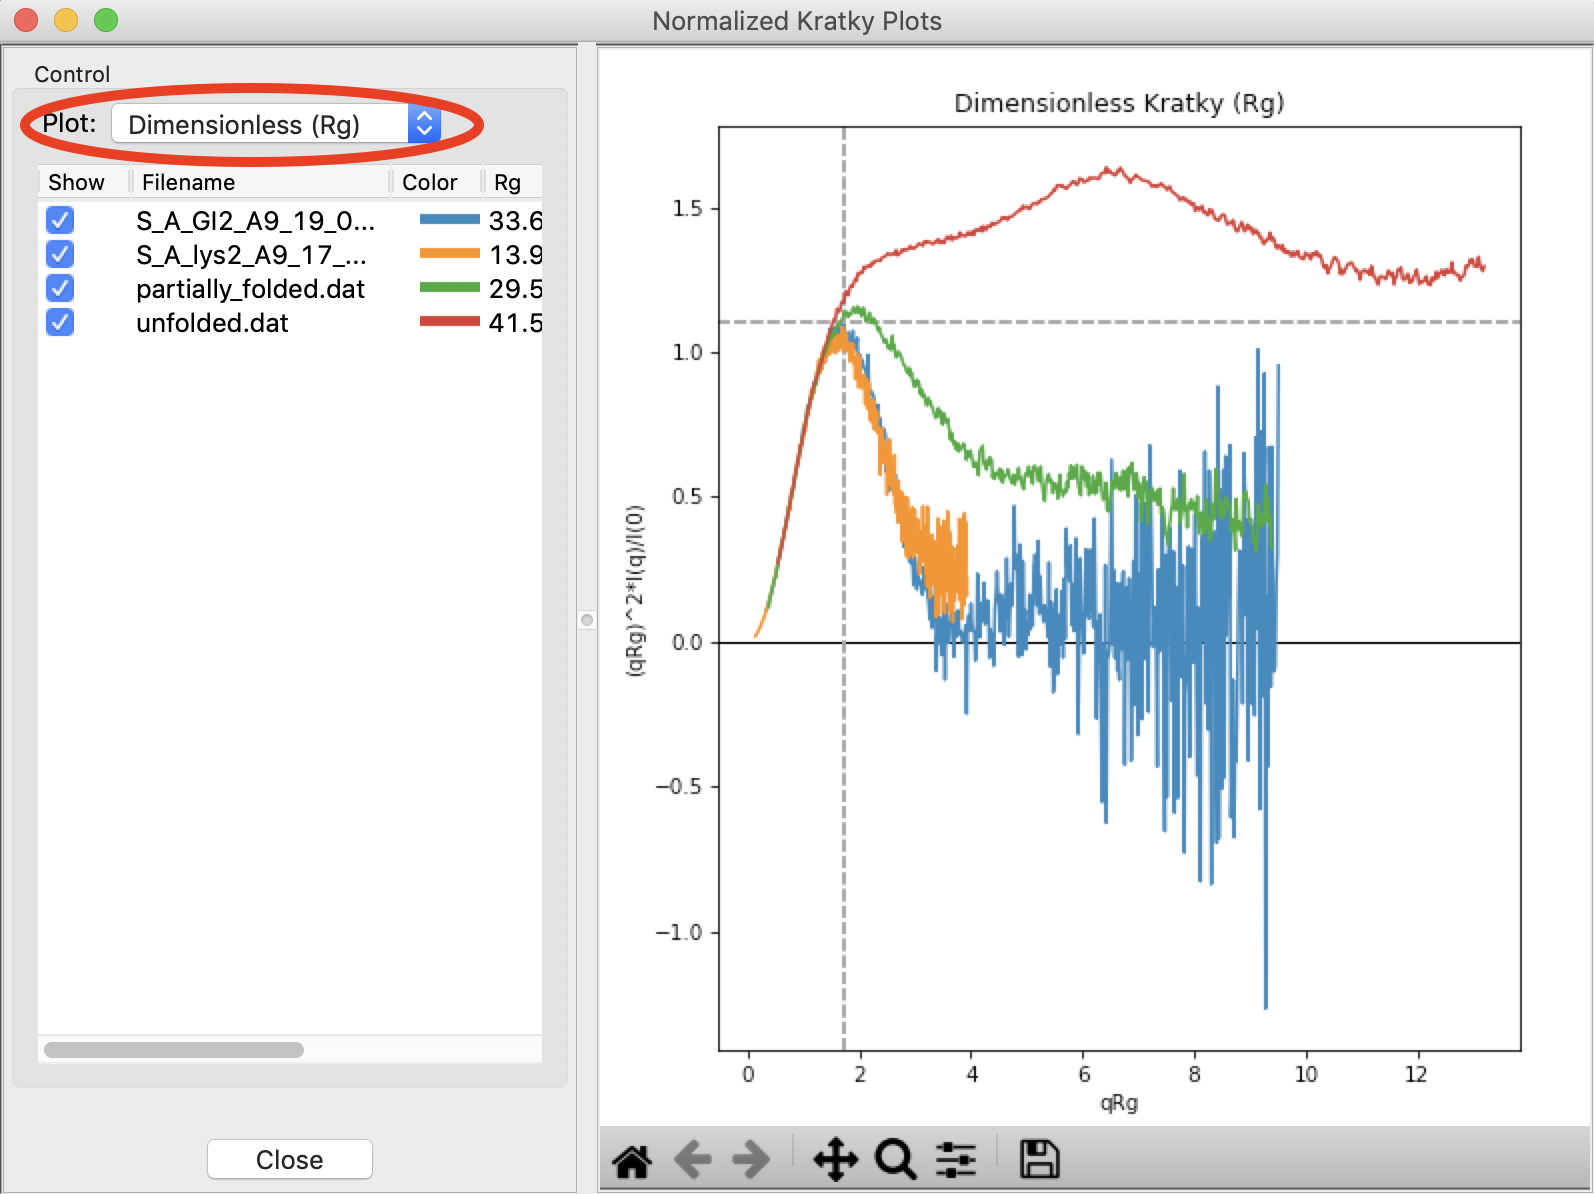 Normalized Kratky Plots
Control
Plot: Dimensionless (Rg)
Show Filename Color Rg
S_A_GI2_A9_19_0... 33.6
S_A_lys2_A9_17_... 13.9
partially_folded.dat 29.5
unfolded.dat 41.5
Close
Dimensionless Kratky (Rg)
(qRg)^2*I(q)/I(0)
1.5
1.0
0.5
0.0
−0.5
−1.0
0 2 4 6 8 10 12
qRg